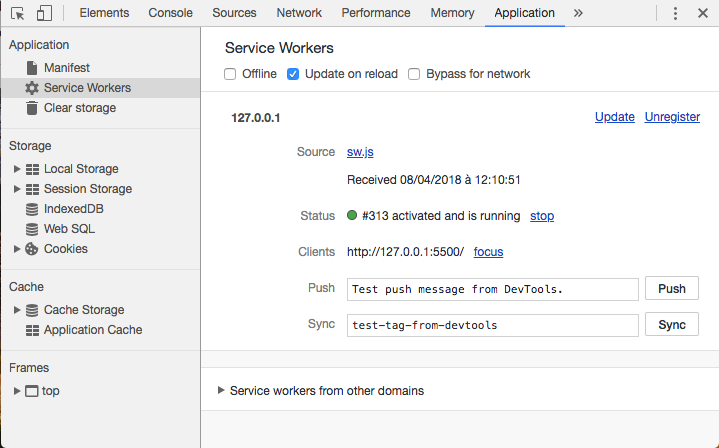 Elements Console Sources Network Performance Memory Application »
Application
Manifest
Service Workers
Clear storage
Storage
Local Storage
Session Storage
IndexedDB
Web SQL
Cookies
Cache
Cache Storage
Application Cache
Frames
top
Service Workers
Offline Update on reload Bypass for network
127.0.0.1 Update Unregister
Source sw.js
Received 08/04/2018 à 12:10:51
Status #313 activated and is running stop
Clients http://127.0.0.1:5500/ focus
Push Test push message from DevTools. Push
Sync test-tag-from-devtools Sync
Service workers from other domains